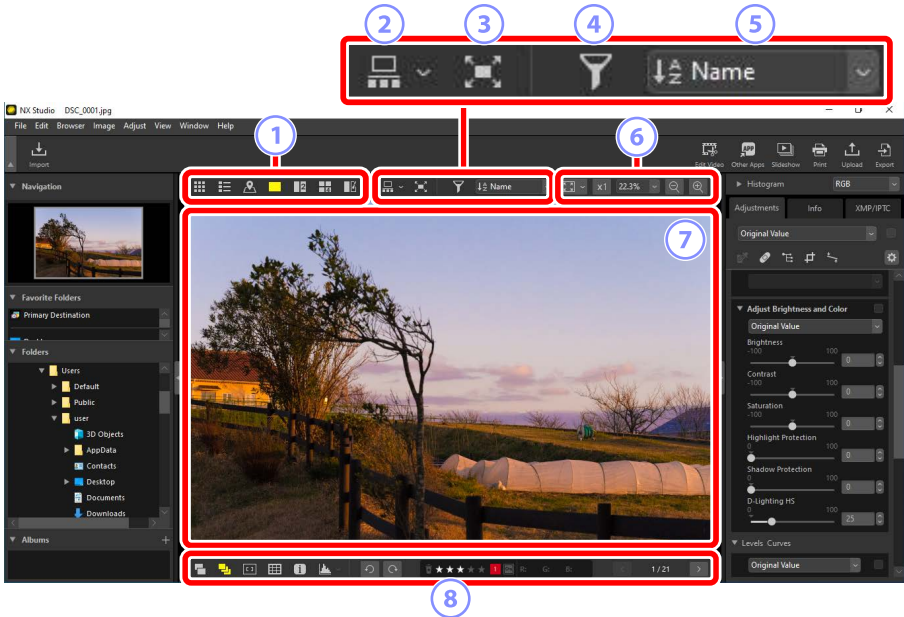 2
3
4
5
Name
NX Studio DSC_0001.jpg
File Edit Browser Image Adjust View Window Help
1
6
Import
Edit Video Other Apps Slideshow Print Upload Export
Navigation
Name
x1 22.3%
Histogram RGB
Adjustments Info XMP/IPTC
7
Original Value
Favorite Folders
Primary Destination
Adjust Brightness and Color
Original Value
Folders
Users
Default
Public
user
3D Objects
AppData
Contacts
Desktop
Documents
Downloads
Brightness
-100 100
0
Contrast
-100 100
0
Saturation
-100 100
0
Highlight Protection
0 100
0
Shadow Protection
0 100
0
D-Lighting HS
0 100
25
Albums
Levels Curves
Original Value
1 R: G: B: 1 / 21
8